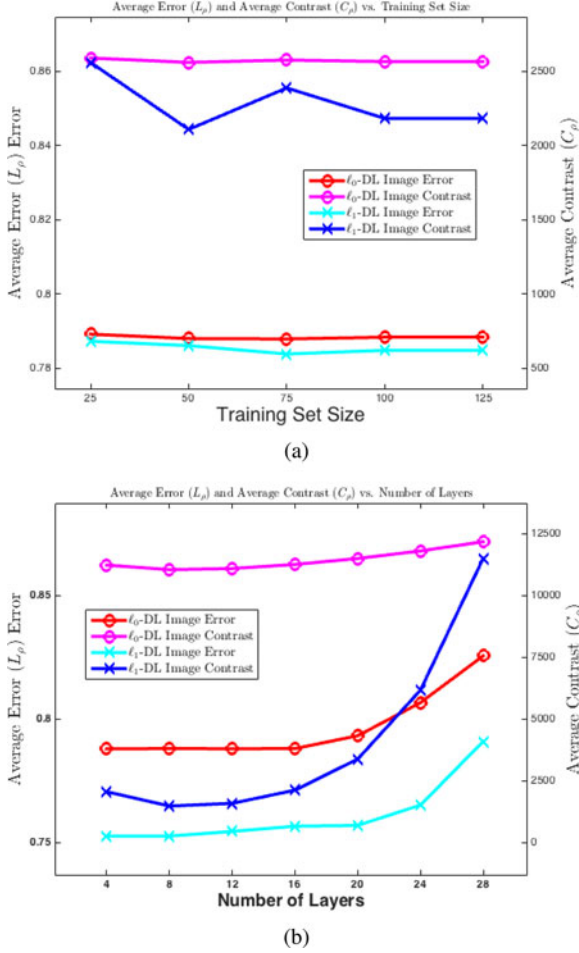 Average Error (Lρ) and Average Contrast (Cρ) vs. Training Set Size
Average Error (Lρ) Error
0.86
0.84
0.82
0.8
0.78
ℓ₀-DL Image Error
ℓ₀-DL Image Contrast
ℓ₁-DL Image Error
ℓ₁-DL Image Contrast
2500
2000
1500
1000
500
Average Contrast (Cρ)
25 50 75 100 125
Training Set Size
(a)
Average Error (Lρ) and Average Contrast (Cρ) vs. Number of Layers
Average Error (Lρ) Error
0.85
0.8
0.75
ℓ₀-DL Image Error
ℓ₀-DL Image Contrast
ℓ₁-DL Image Error
ℓ₁-DL Image Contrast
12500
10000
7500
5000
2500
0
Average Contrast (Cρ)
4 8 12 16 20 24 28
Number of Layers
(b)